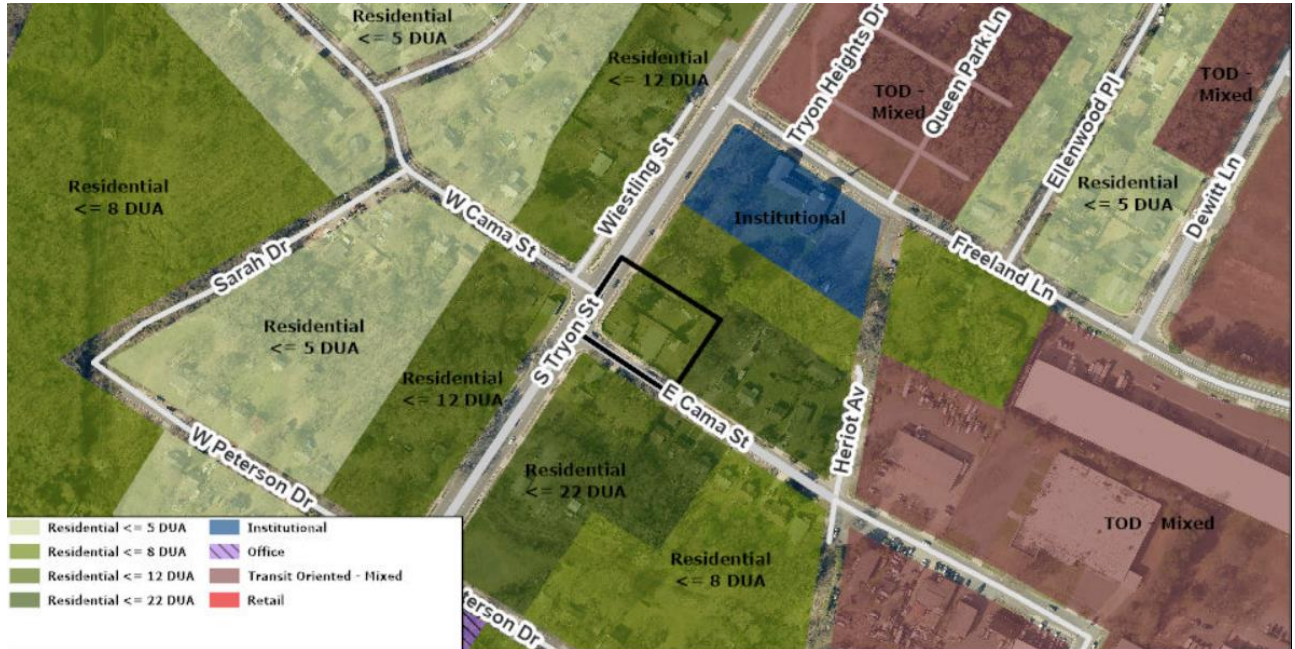 Residential
<= 5 DUA
Residential
<= 12 DUA
Tryon Heights Dr
Queen Park Ln
TOD -
Mixed
Ellenwood Pl
TOD -
Mixed
Residential
<= 8 DUA
Wiestling St
Residential
<= 5 DUA
Dewitt Ln
W Cama St
Institutional
Freeland Ln
Sarah Dr
Residential
<= 5 DUA
S Tryon St
Residential
<= 12 DUA
E Cama St
Heriot Av
W Peterson Dr
Residential
<= 22 DUA
TOD - Mixed
Residential
<= 8 DUA
terson Dr
Residential <= 5 DUA
Residential <= 8 DUA
Residential <= 12 DUA
Residential <= 22 DUA
Institutional
Office
Transit Oriented - Mixed
Retail